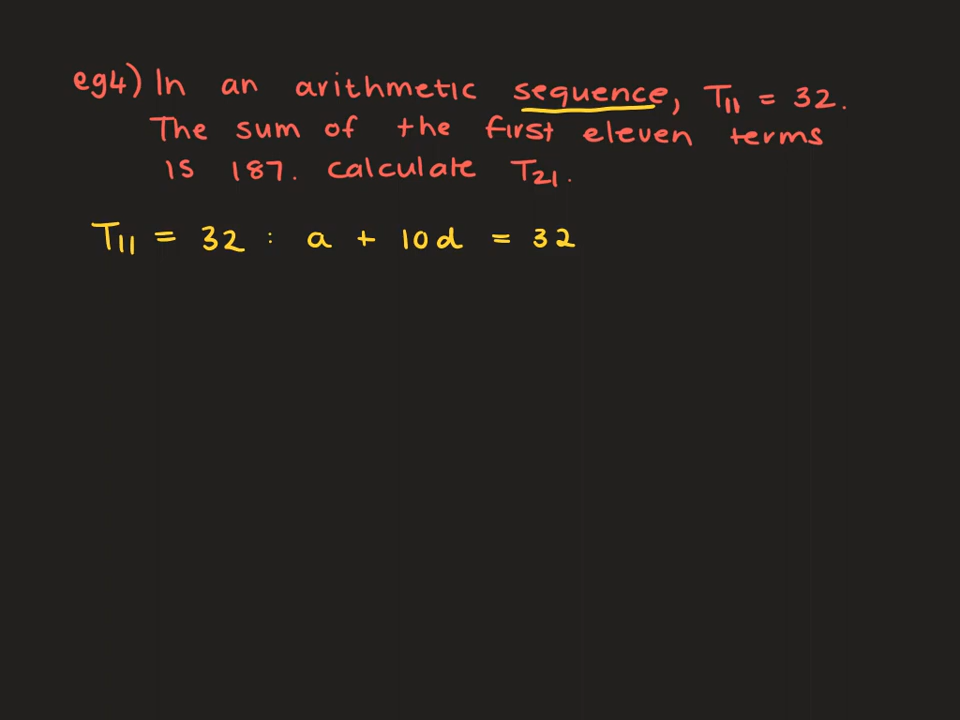 eg4) In an arithmetic sequence, T₁₁ = 32.
The sum of the first eleven terms
is 187. Calculate T₂₁.
T₁₁ = 32 : a + 10d = 32